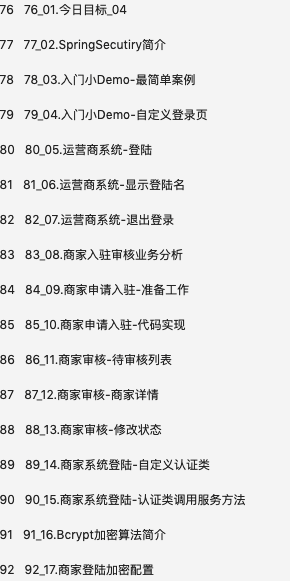 76 76_01.今日目标_04
77 77_02.SpringSecutiry简介
78 78_03.入门小Demo-最简单案例
79 79_04.入门小Demo-自定义登录页
80 80_05.运营商系统-登陆
81 81_06.运营商系统-显示登陆名
82 82_07.运营商系统-退出登录
83 83_08.商家入驻审核业务分析
84 84_09.商家申请入驻-准备工作
85 85_10.商家申请入驻-代码实现
86 86_11.商家审核-待审核列表
87 87_12.商家审核-商家详情
88 88_13.商家审核-修改状态
89 89_14.商家系统登陆-自定义认证类
90 90_15.商家系统登陆-认证类调用服务方法
91 91_16.Bcrypt加密算法简介
92 92_17.商家登陆加密配置